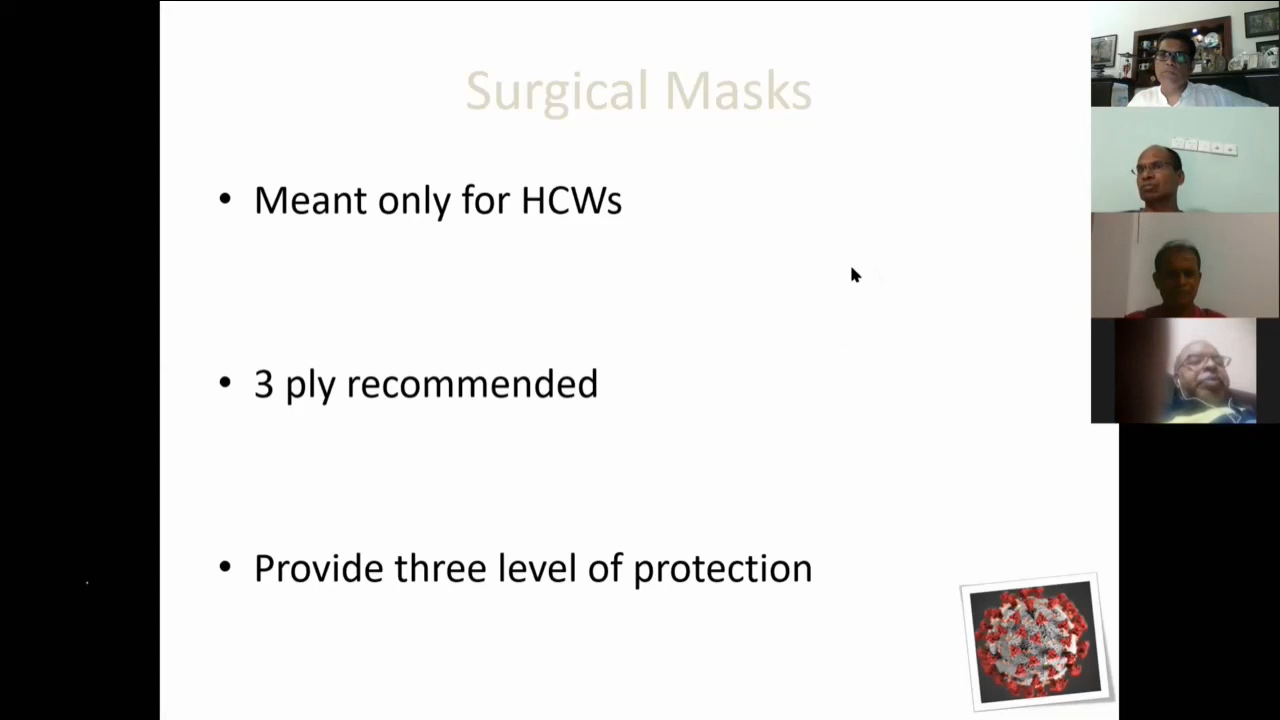 Surgical Masks
• Meant only for HCWs
• 3 ply recommended
• Provide three level of protection